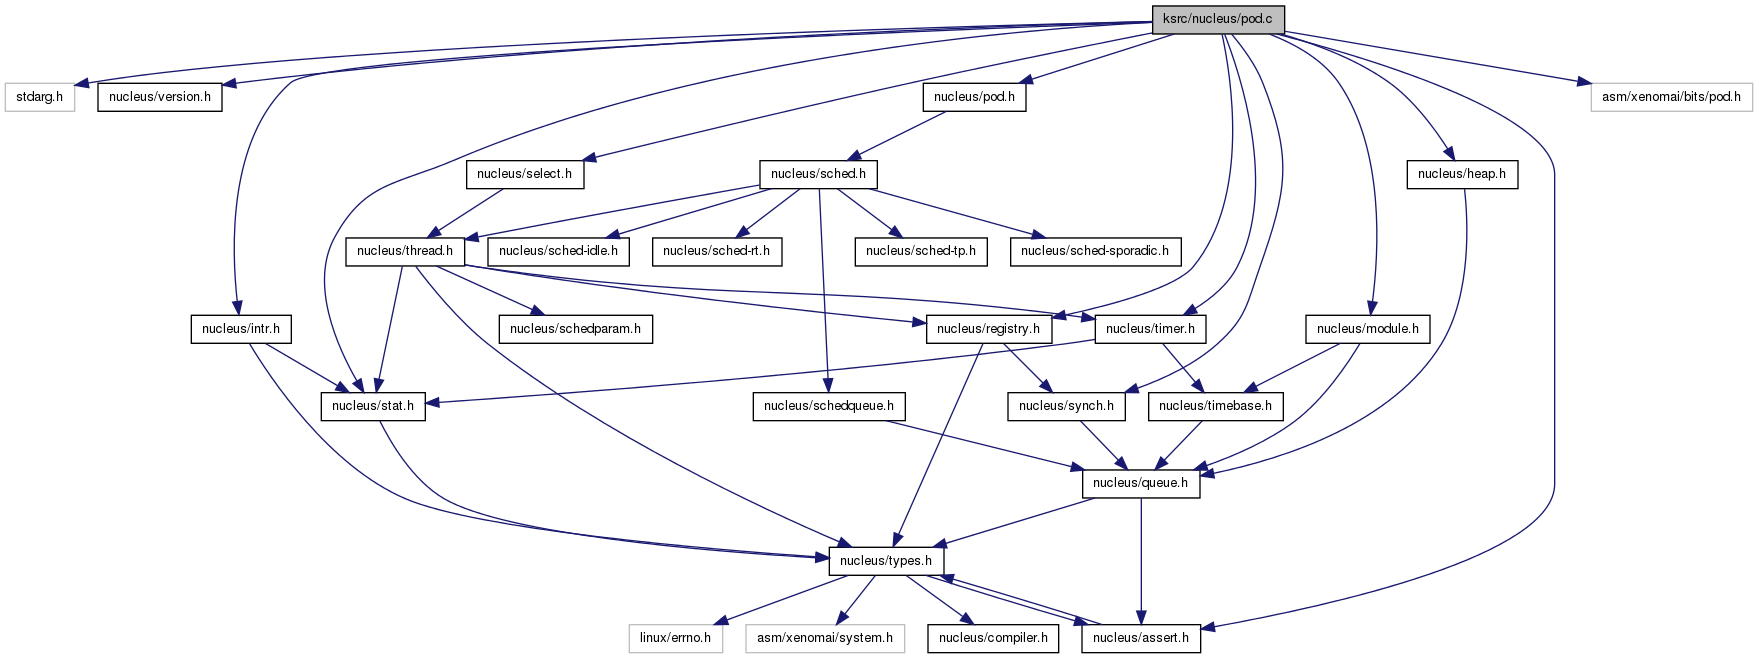 ksrc/nucleus/pod.c
stdarg.h
nucleus/version.h
nucleus/pod.h
asm/xenomai/bits/pod.h
nucleus/select.h
nucleus/sched.h
nucleus/heap.h
nucleus/thread.h
nucleus/sched-idle.h
nucleus/sched-rt.h
nucleus/sched-tp.h
nucleus/sched-sporadic.h
nucleus/intr.h
nucleus/schedparam.h
nucleus/registry.h
nucleus/timer.h
nucleus/module.h
nucleus/stat.h
nucleus/schedqueue.h
nucleus/synch.h
nucleus/timebase.h
nucleus/queue.h
nucleus/types.h
linux/errno.h
asm/xenomai/system.h
nucleus/compiler.h
nucleus/assert.h